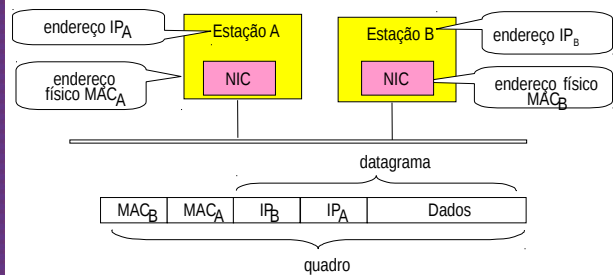 endereço IPA
Estação A
NIC
endereço
físico MACA
Estação B
NIC
endereço IPB
endereço físico
MACB
datagrama
MACB MACA IPB IPA Dados
quadro